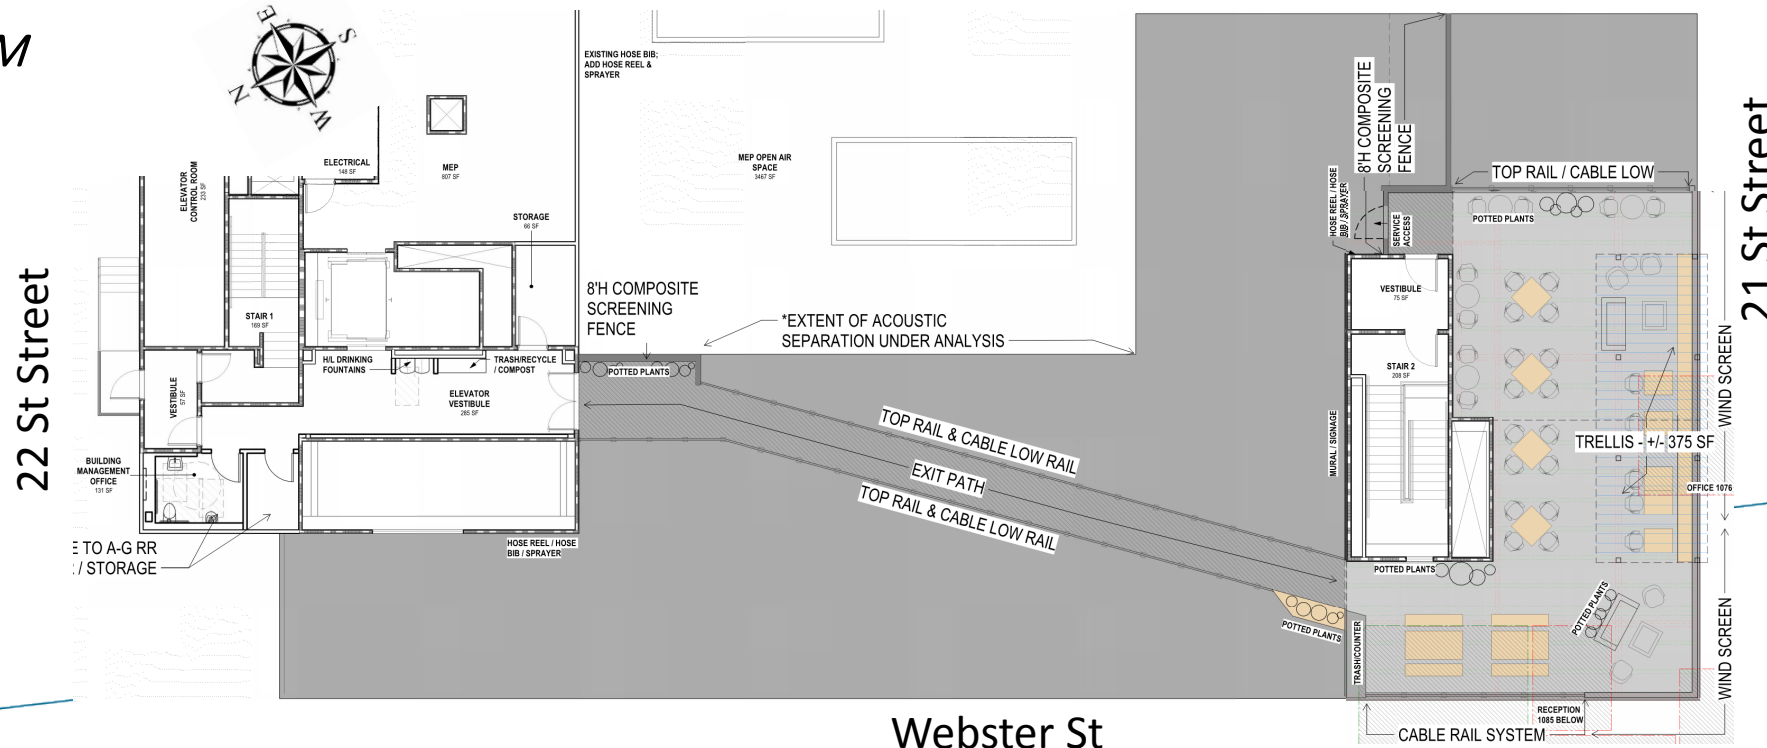 M
E
S
N
W
EXISTING HOSE BIB;
ADD HOSE REEL &
SPRAYER
ELECTRICAL
148 SF
MEP
807 SF
MEP OPEN AIR
SPACE
3467 SF
ELEVATOR
CONTROL ROOM
233 SF
STORAGE
66 SF
8'H COMPOSITE
SCREENING
FENCE
HOSE REEL / HOSE
BIB / SPRAYER
SERVICE
ACCESS
TOP RAIL / CABLE LOW
POTTED PLANTS
21 St Street
22 St Street
STAIR 1
169 SF
8'H COMPOSITE
SCREENING
FENCE
*EXTENT OF ACOUSTIC
SEPARATION UNDER ANALYSIS
VESTIBULE
75 SF
STAIR 2
208 SF
H/L DRINKING
FOUNTAINS
TRASH/RECYCLE
/ COMPOST
POTTED PLANTS
VESTIBULE
57 SF
ELEVATOR
VESTIBULE
285 SF
WIND SCREEN
TOP RAIL & CABLE LOW RAIL
EXIT PATH
TOP RAIL & CABLE LOW RAIL
MURAL / SIGNAGE
TRELLIS - +/- 375 SF
OFFICE 1076
BUILDING
MANAGEMENT
OFFICE
131 SF
HOSE REEL / HOSE
BIB / SPRAYER
E TO A-G RR
/ STORAGE
POTTED PLANTS
POTTED PLANTS
POTTED PLANTS
TRASH/COUNTER
WIND SCREEN
RECEPTION
1085 BELOW
CABLE RAIL SYSTEM
Webster St